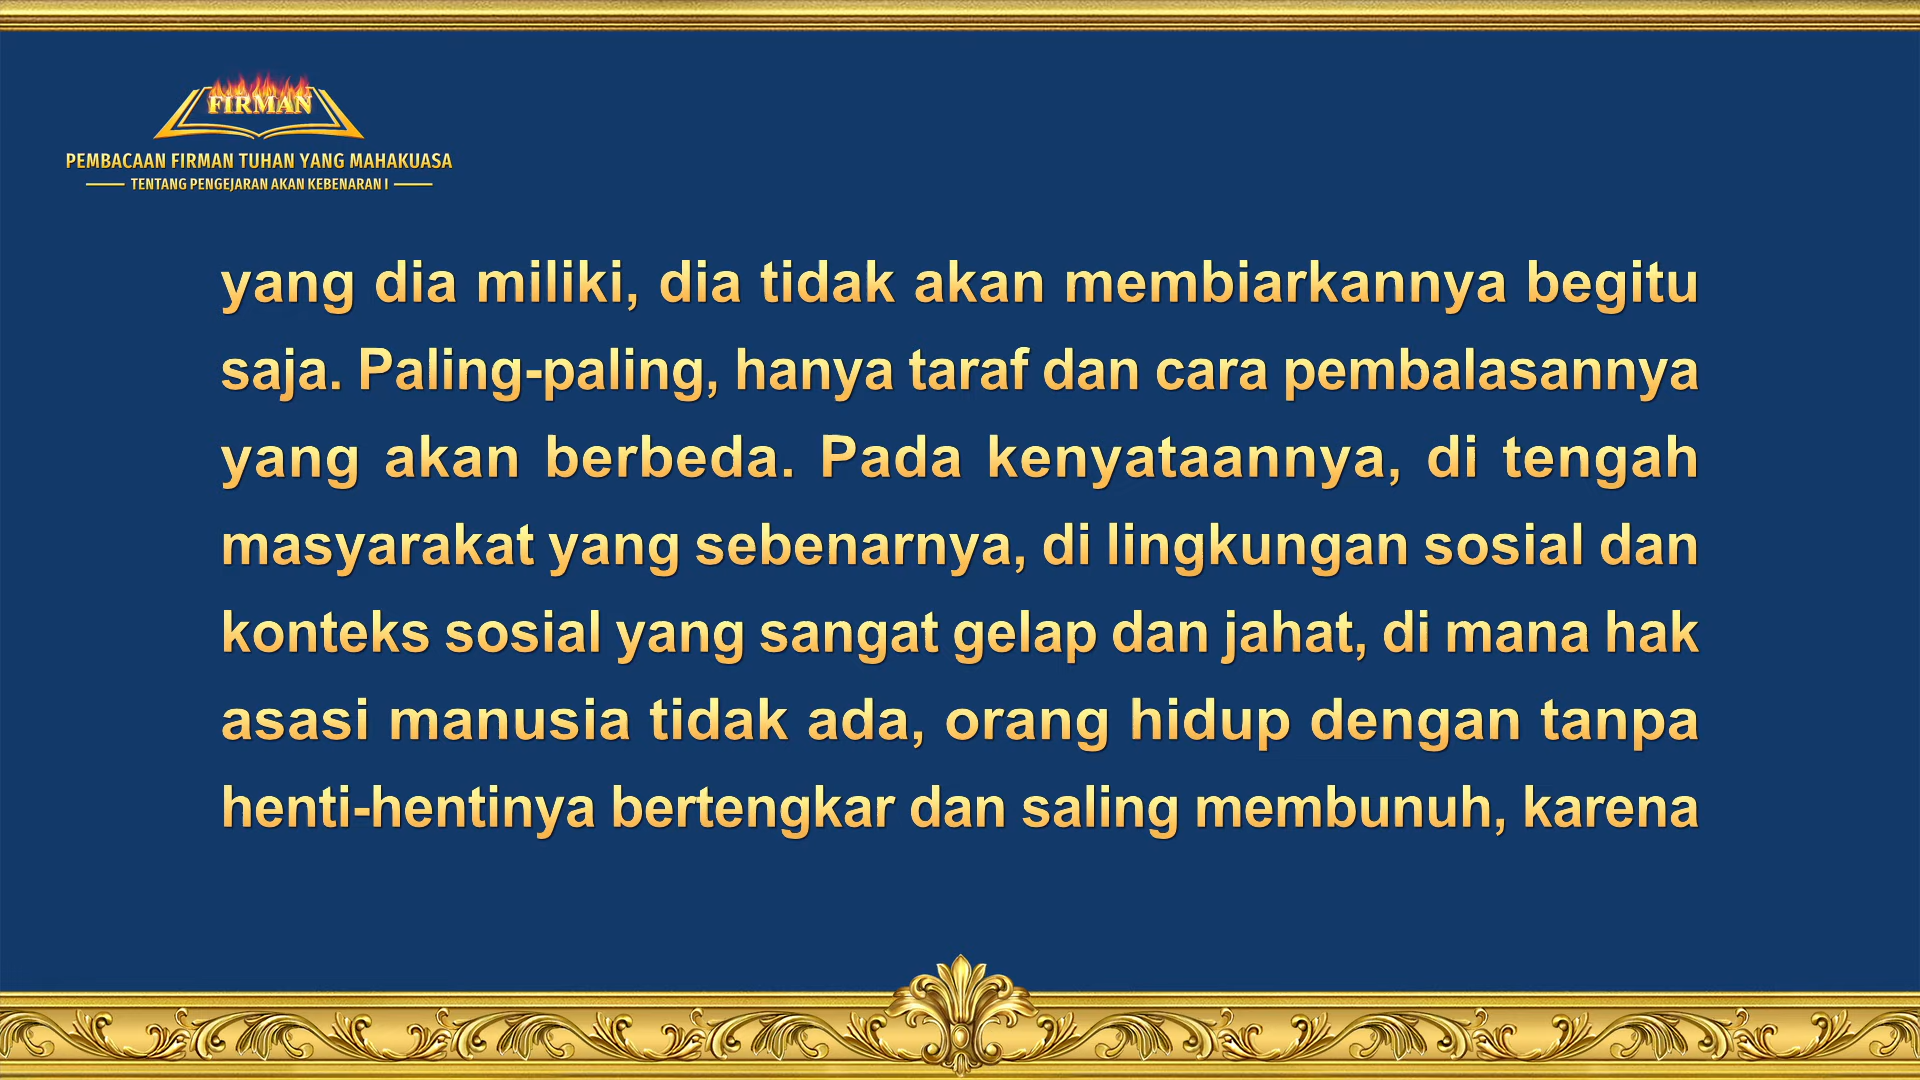 FIRMAN
PEMBACAAN FIRMAN TUHAN YANG MAHAKUASA
TENTANG PENGEJARAN AKAN KEBENARAN I
yang dia miliki, dia tidak akan membiarkannya begitu
saja. Paling-paling, hanya taraf dan cara pembalasannya
yang akan berbeda. Pada kenyataannya, di tengah
masyarakat yang sebenarnya, di lingkungan sosial dan
konteks sosial yang sangat gelap dan jahat, di mana hak
asasi manusia tidak ada, orang hidup dengan tanpa
henti-hentinya bertengkar dan saling membunuh, karena